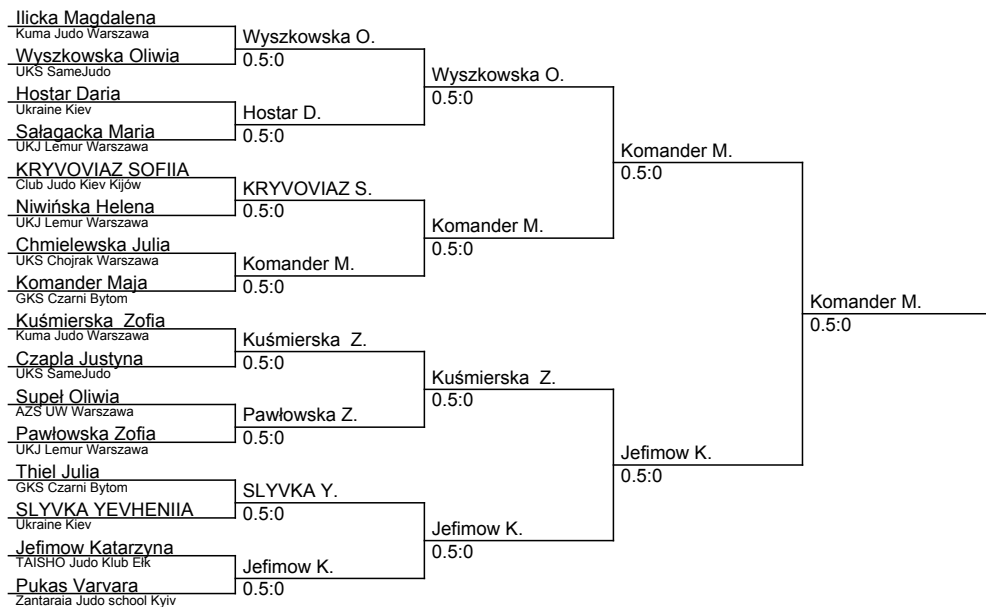 Ilicka Magdalena
Kuma Judo Warszawa
Wyszkowska Oliwia
UKS SameJudo
Hostar Daria
Ukraine Kiev
Sałagacka Maria
UKJ Lemur Warszawa
KRYVOVIAZ SOFIIA
Club Judo Kiev Kijów
Niwińska Helena
UKJ Lemur Warszawa
Chmielewska Julia
UKS Chojrak Warszawa
Komander Maja
GKS Czarni Bytom
Kuśmierska  Zofia
Kuma Judo Warszawa
Czapla Justyna
UKS SameJudo
Supeł Oliwia
AZS UW Warszawa
Pawłowska Zofia
UKJ Lemur Warszawa
Thiel Julia
GKS Czarni Bytom
SLYVKA YEVHENIIA
Ukraine Kiev
Jefimow Katarzyna
TAISHO Judo Klub Ełk
Pukas Varvara
Zantaraia Judo school Kyiv
Wyszkowska O.
0.5:0
Hostar D.
0.5:0
KRYVOVIAZ S.
0.5:0
Komander M.
0.5:0
Kuśmierska  Z.
0.5:0
Pawłowska Z.
0.5:0
SLYVKA Y.
0.5:0
Jefimow K.
0.5:0
Wyszkowska O.
0.5:0
Komander M.
0.5:0
Kuśmierska  Z.
0.5:0
Jefimow K.
0.5:0
Komander M.
0.5:0
Jefimow K.
0.5:0
Komander M.
0.5:0